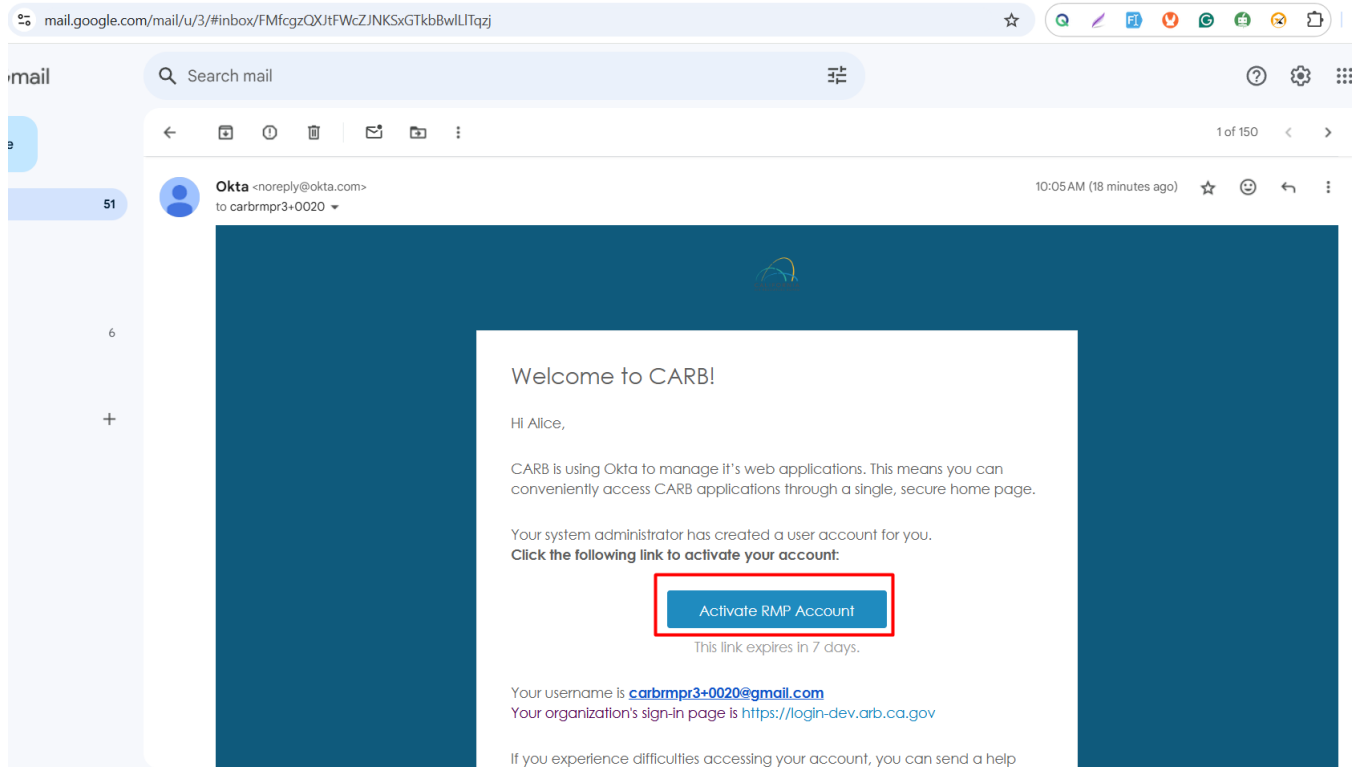 mail.google.com/mail/u/3/#inbox/FMfcgzQXJtFWcZJNKSxGTkbBwlLlTqzj
mail
Search mail
e
1 of 150
51
Okta <noreply@okta.com>
10:05 AM (18 minutes ago)
to carbrmpr3+0020
6
Welcome to CARB!
Hi Alice,
CARB is using Okta to manage it's web applications. This means you can
conveniently access CARB applications through a single, secure home page.
Your system administrator has created a user account for you.
Click the following link to activate your account:
Activate RMP Account
This link expires in 7 days.
Your username is carbrmpr3+0020@gmail.com
Your organization's sign-in page is https://login-dev.arb.ca.gov
If you experience difficulties accessing your account, you can send a help